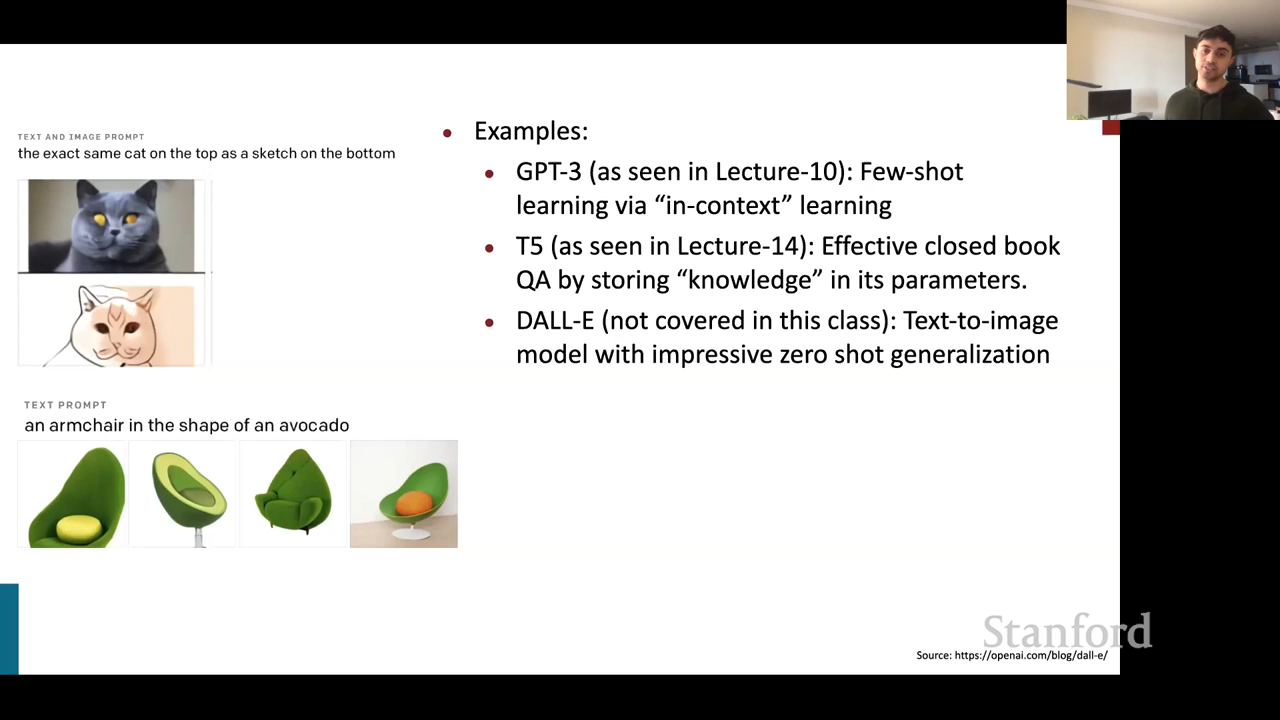 TEXT AND IMAGE PROMPT
the exact same cat on the top as a sketch on the bottom
TEXT PROMPT
an armchair in the shape of an avocado
• Examples:
• GPT-3 (as seen in Lecture-10): Few-shot
learning via “in-context” learning
• T5 (as seen in Lecture-14): Effective closed book
QA by storing “knowledge” in its parameters.
• DALL-E (not covered in this class): Text-to-image
model with impressive zero shot generalization
Stanford
Source: https://openai.com/blog/dall-e/